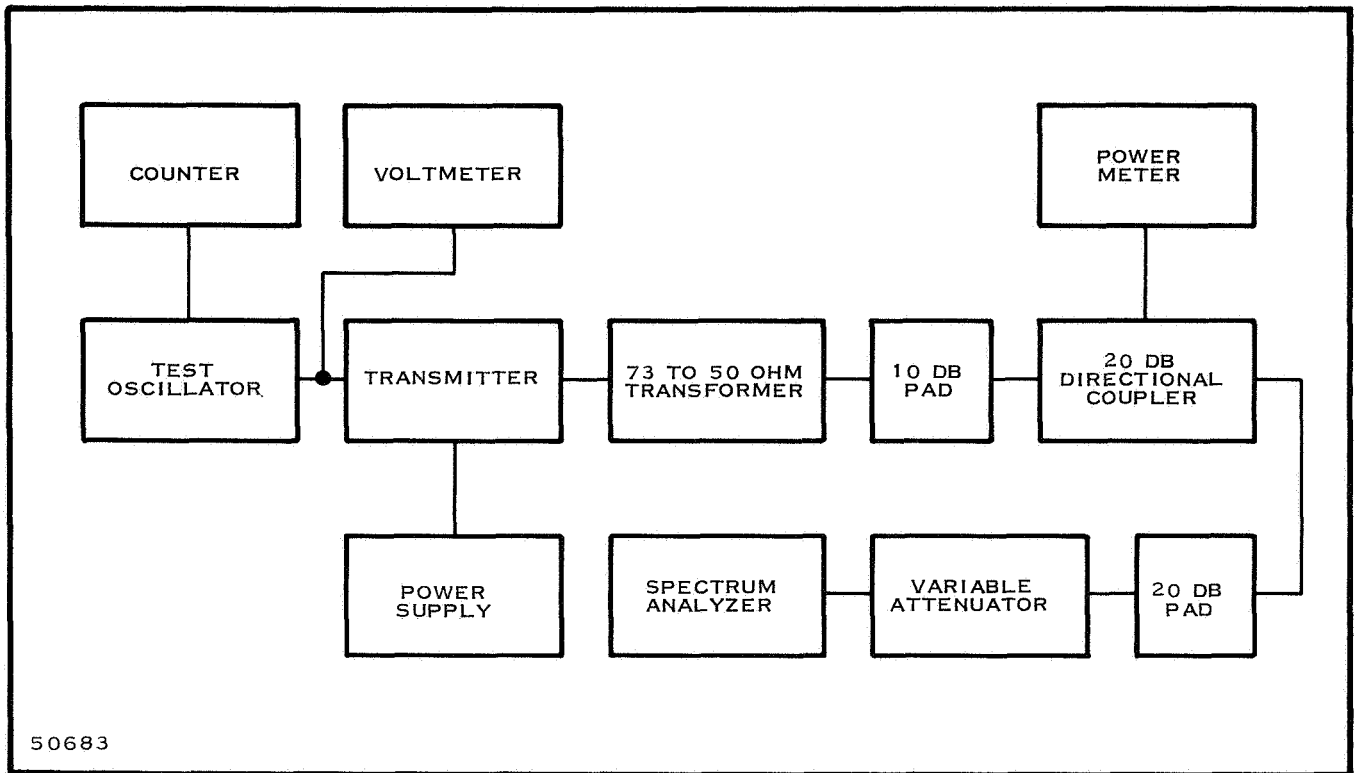 COUNTER
VOLTMETER
POWER
METER
TEST
OSCILLATOR
TRANSMITTER
73 TO 50 OHM
TRANSFORMER
10 DB
PAD
20 DB
DIRECTIONAL
COUPLER
POWER
SUPPLY
SPECTRUM
ANALYZER
VARIABLE
ATTENUATOR
20 DB
PAD
50683